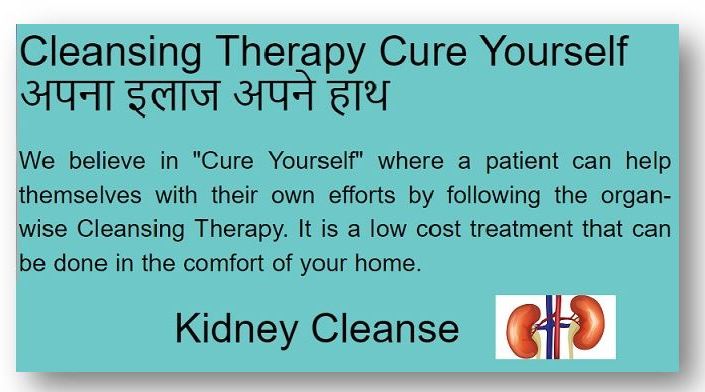 Cleansing Therapy Cure Yourself
अपना इलाज अपने हाथ
We believe in "Cure Yourself" where a patient can help
themselves with their own efforts by following the organ-
wise Cleansing Therapy. It is a low cost treatment that can
be done in the comfort of your home.
Kidney Cleanse